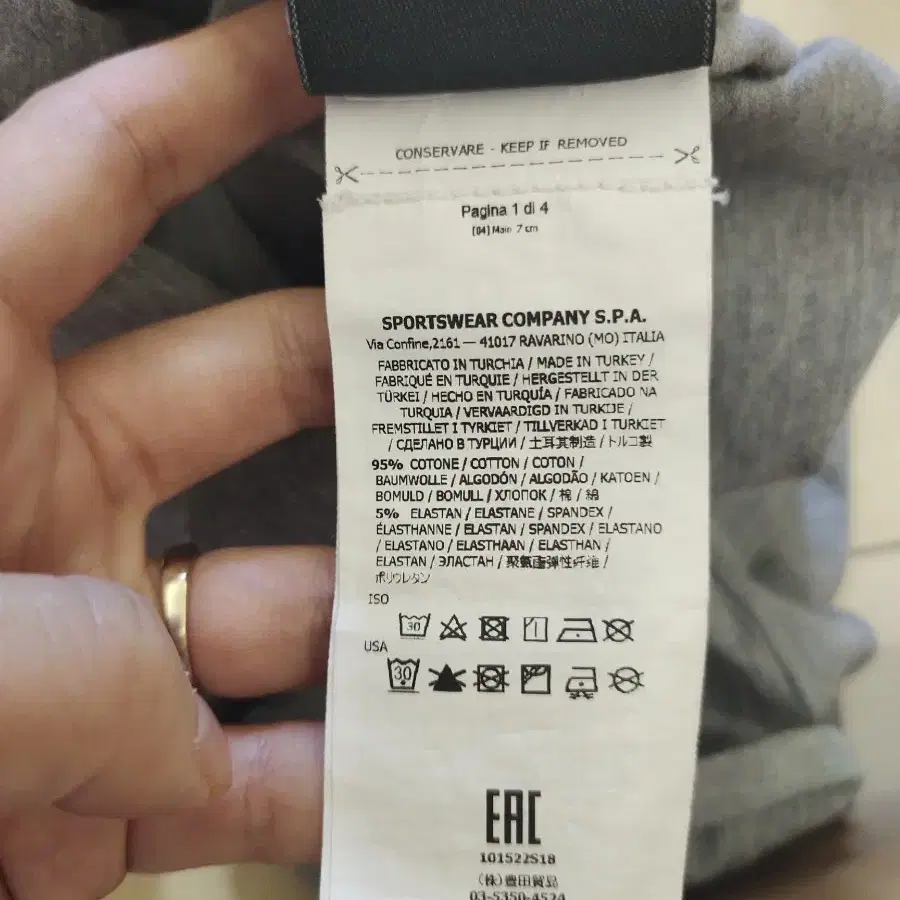 CONSERVARE - KEEP IF REMOVED
Pagina 1 di 4
[04] Main 7 cm
SPORTSWEAR COMPANY S.P.A.
Via Confine,2161 — 41017 RAVARINO (MO) ITALIA
FABBRICATO IN TURCHIA / MADE IN TURKEY /
FABRIQUÉ EN TURQUIE / HERGESTELLT IN DER
TÜRKEI / HECHO EN TURQUÍA / FABRICADO NA
TURQUIA / VERVAARDIGD IN TURKIJE /
FREMSTILLET I TYRKIET / TILLVERKAD I TURKIET
/ СДЕЛАНО В ТУРЦИИ / 土耳其制造 / トルコ製
95% COTONE / COTTON / COTON /
BAUMWOLLE / ALGODÓN / ALGODÃO / KATOEN /
BOMULD / BOMULL / ХЛОПОК / 棉 / 綿
5% ELASTAN / ELASTANE / SPANDEX /
ÉLASTHANNE / ELASTAN / SPANDEX / ELASTANO
/ ELASTANO / ELASTHAAN / ELASTHAN /
ELASTAN / ЭЛАСТАН / 聚氨酯弹性纤维 /
ポリウレタン
ISO
30
USA
30
EAC
101522S18
(株)豊田貿易
03-5350-4524